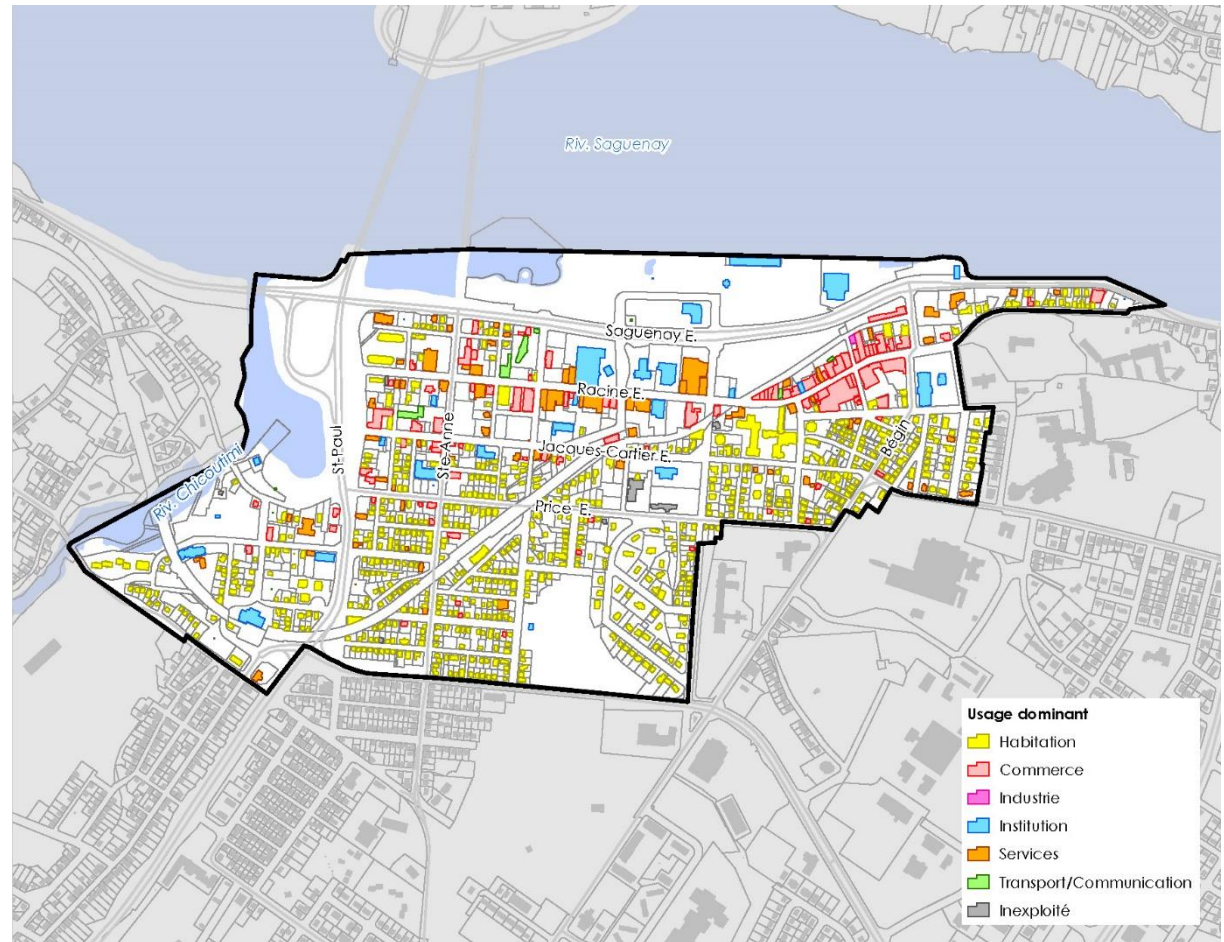 Riv. Saguenay
Saguenay E.
Racine E.
Jacques-Cartier E.
Price E.
St-Paul
Ste-Anne
Bégin
Riv. Chicoutimi
Usage dominant
Habitation
Commerce
Industrie
Institution
Services
Transport/Communication
Inexploité